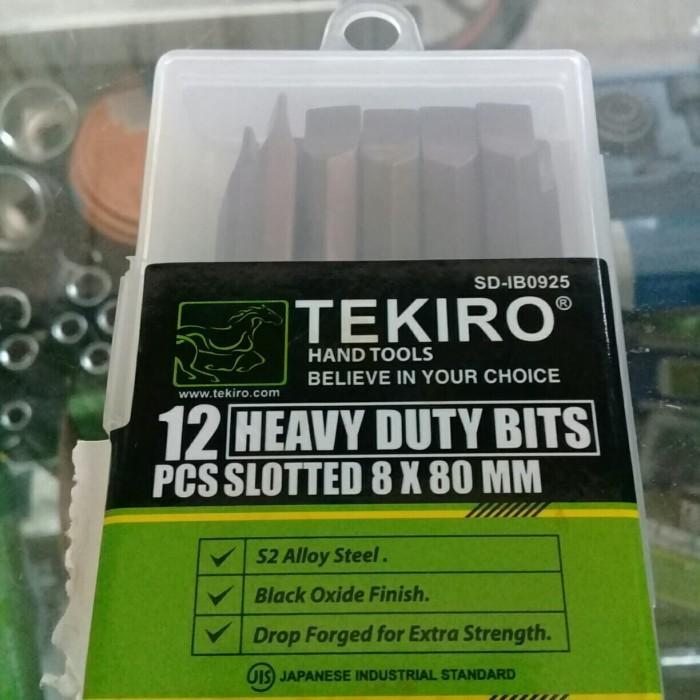 SD-IB0925
TEKIRO®
HAND TOOLS
BELIEVE IN YOUR CHOICE
www.tekiro.com
12 HEAVY DUTY BITS
PCS SLOTTED 8 X 80 MM
S2 Alloy Steel.
Black Oxide Finish.
Drop Forged for Extra Strength.
JIS JAPANESE INDUSTRIAL STANDARD